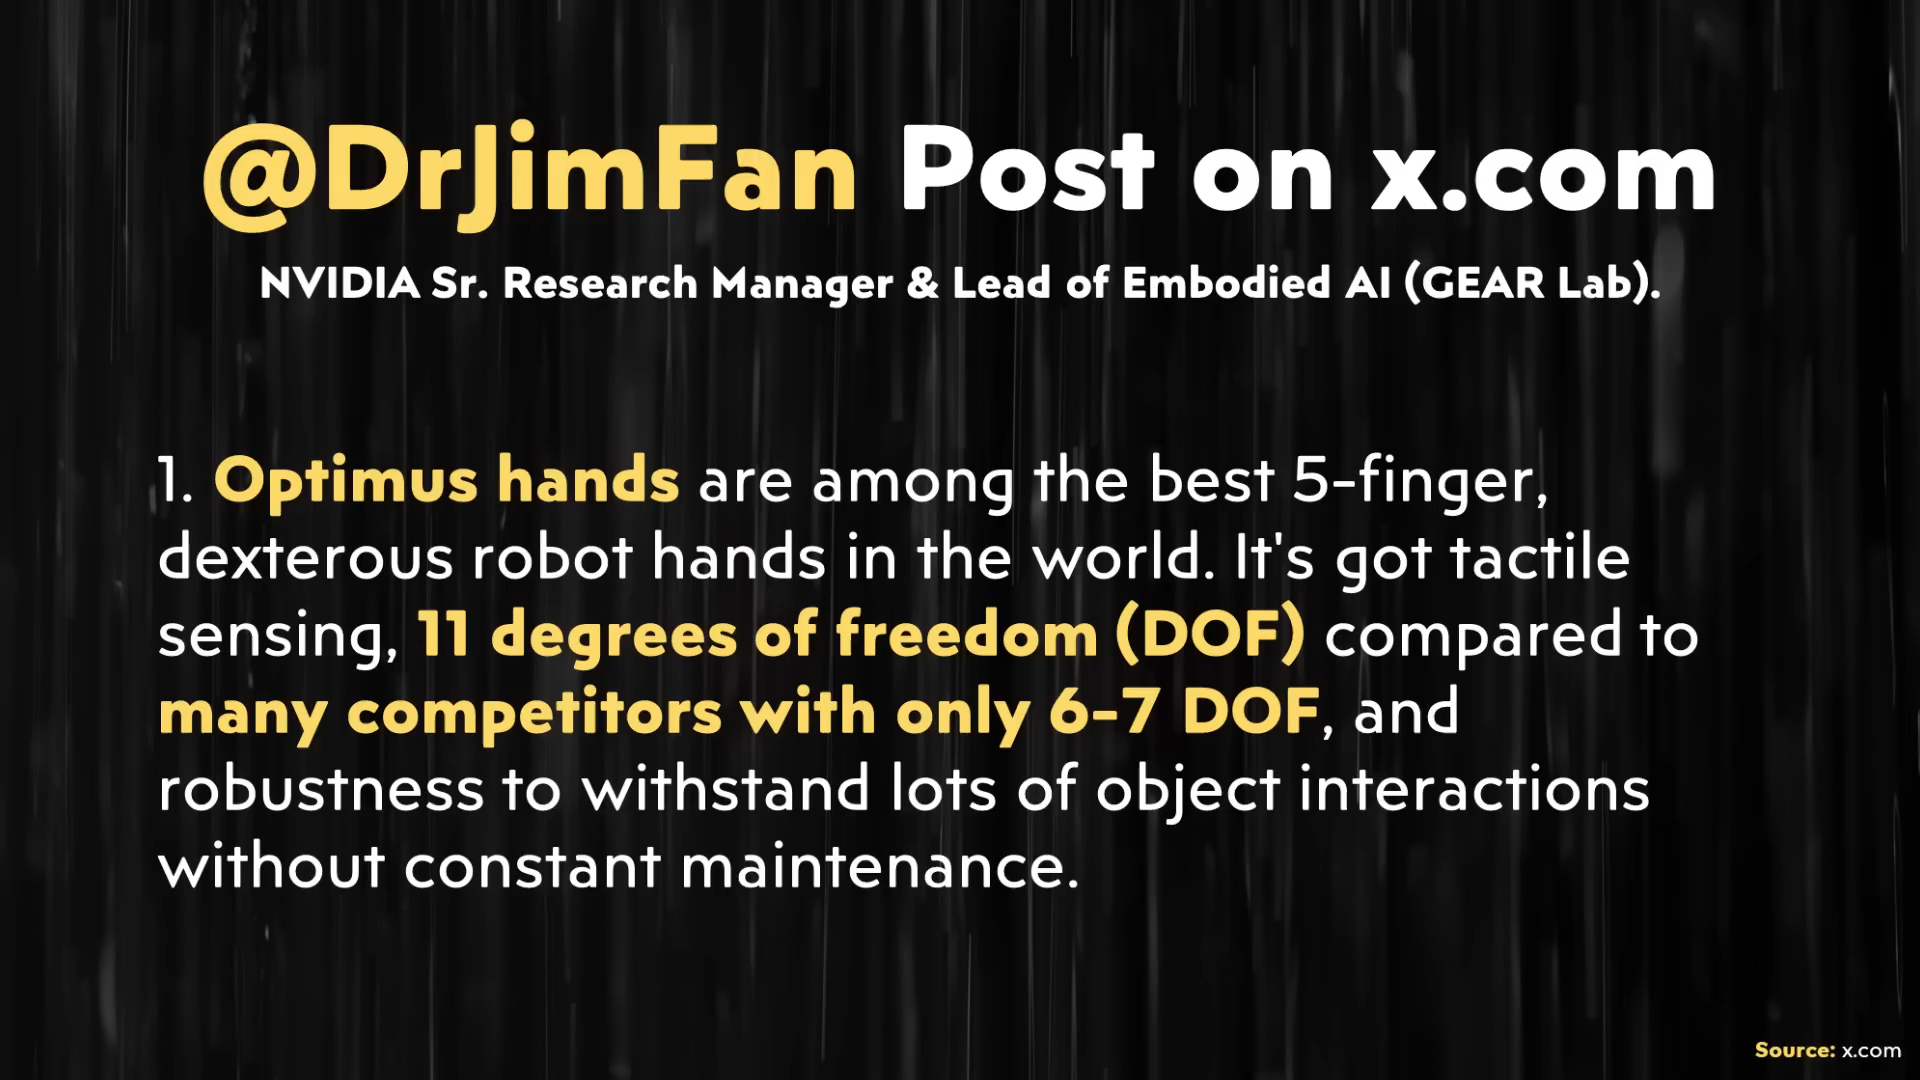 @DrJimFan Post on x.com
NVIDIA Sr. Research Manager & Lead of Embodied AI (GEAR Lab).
1. Optimus hands are among the best 5-finger,
dexterous robot hands in the world. It's got tactile
sensing, 11 degrees of freedom (DOF) compared to
many competitors with only 6-7 DOF, and
robustness to withstand lots of object interactions
without constant maintenance.
Source: x.com